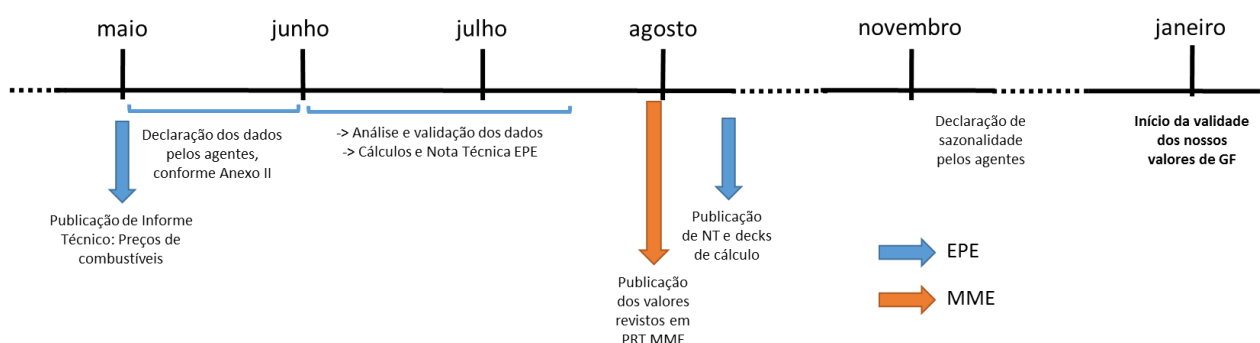 maio
junho
julho
agosto
novembro
janeiro
Declaração dos dados
pelos agentes,
conforme Anexo II
-> Análise e validação dos dados
-> Cálculos e Nota Técnica EPE
Declaração de
sazonalidade
pelos agentes
Início da validade
dos nossos
valores de GF
Publicação de Informe
Técnico: Preços de
combustíveis
Publicação
de NT e decks
de cálculo
Publicação
dos valores
revistos em
PRT MME
EPE
MME